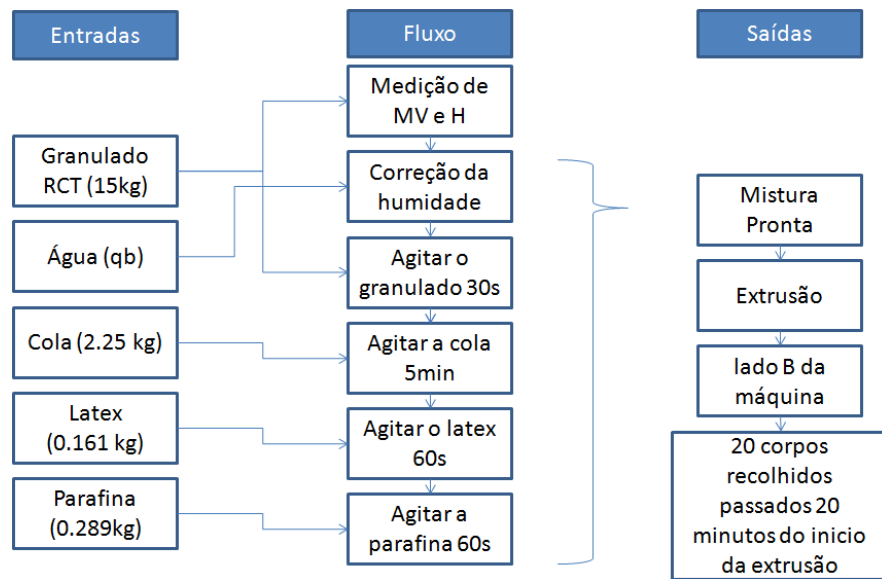 Entradas
Fluxo
Saídas
Medição de
MV e H
Granulado
RCT (15kg)
Correção da
humidade
Água (qb)
Agitar o
granulado 30s
Cola (2.25 kg)
Agitar a cola
5min
Latex
(0.161 kg)
Agitar o latex
60s
Parafina
(0.289kg)
Agitar a
parafina 60s
Mistura
Pronta
Extrusão
lado B da
máquina
20 corpos
recolhidos
passados 20
minutos do inicio
da extrusão